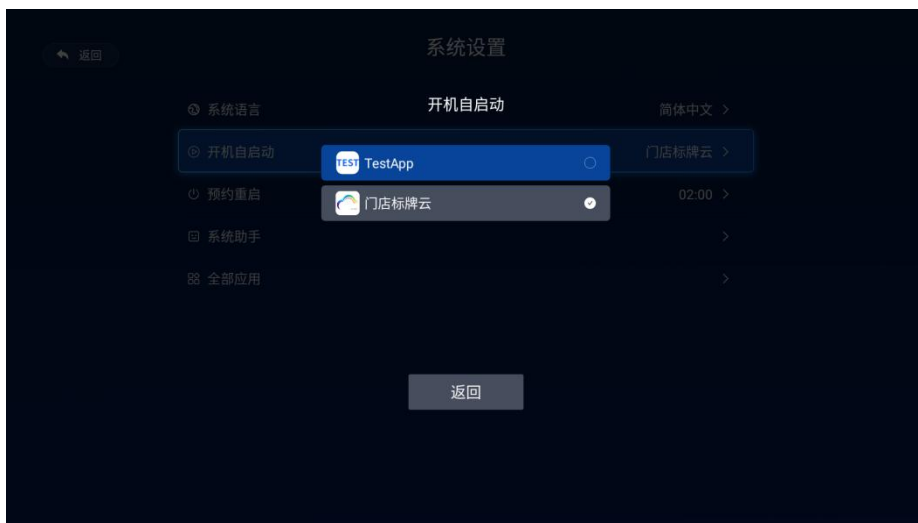 返回
系统设置
系统语言
开机自启动
简体中文 >
开机自启动
门店标牌云 >
TEST TestApp
预约重启
门店标牌云
02:00 >
系统助手 >
全部应用 >
返回